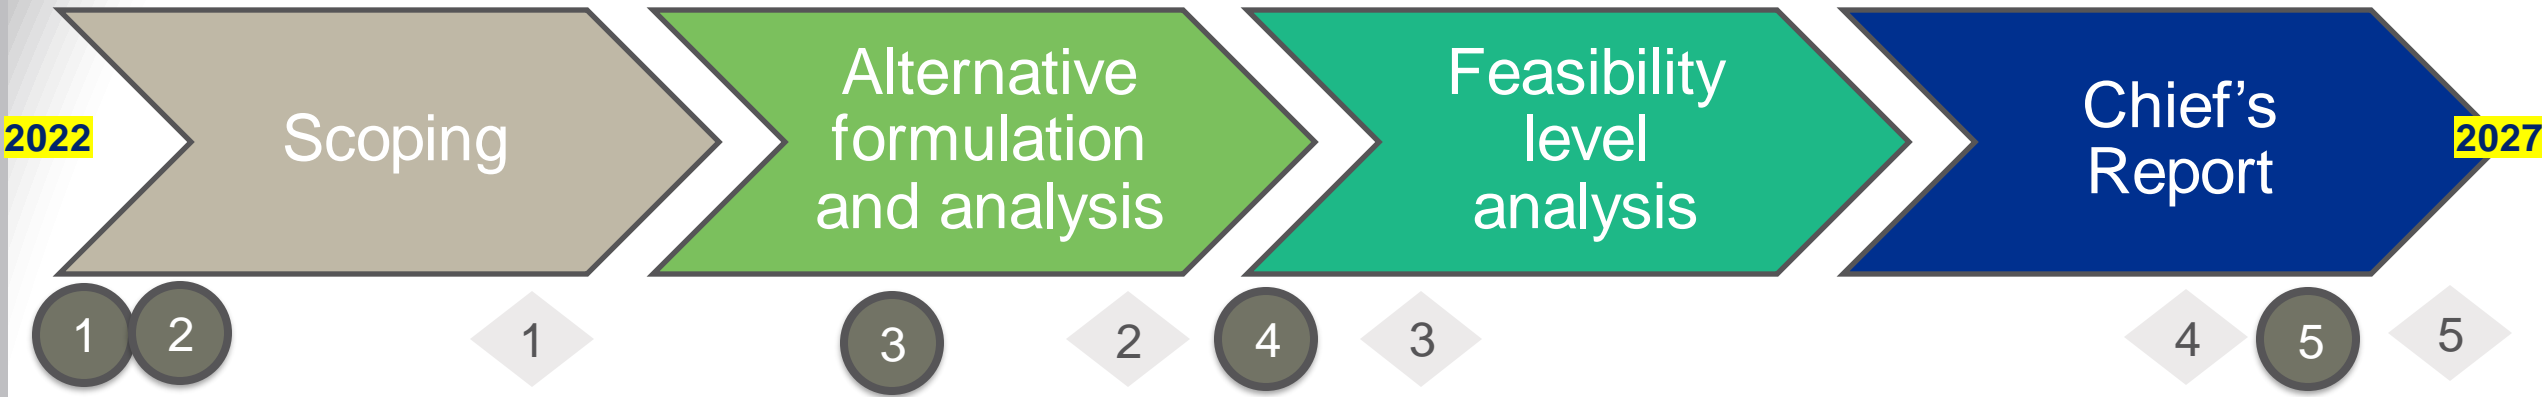 2022
Scoping
Alternative
formulation
and analysis
Feasibility
level
analysis
Chief's
Report
2027
1
2
1
3
2
4
3
4
5
5